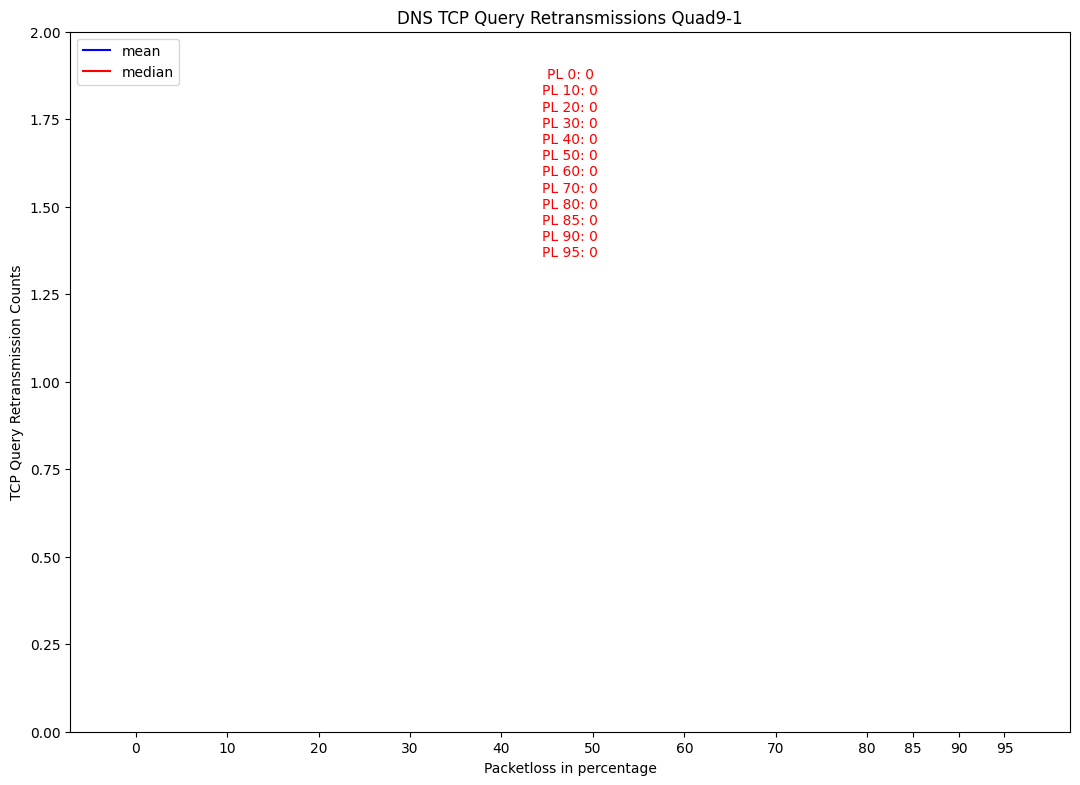 DNS TCP Query Retransmissions Quad9-1
mean
median
PL 0: 0
PL 10: 0
PL 20: 0
PL 30: 0
PL 40: 0
PL 50: 0
PL 60: 0
PL 70: 0
PL 80: 0
PL 85: 0
PL 90: 0
PL 95: 0
TCP Query Retransmission Counts
2.00
1.75
1.50
1.25
1.00
0.75
0.50
0.25
0.00
0 10 20 30 40 50 60 70 80 85 90 95
Packetloss in percentage